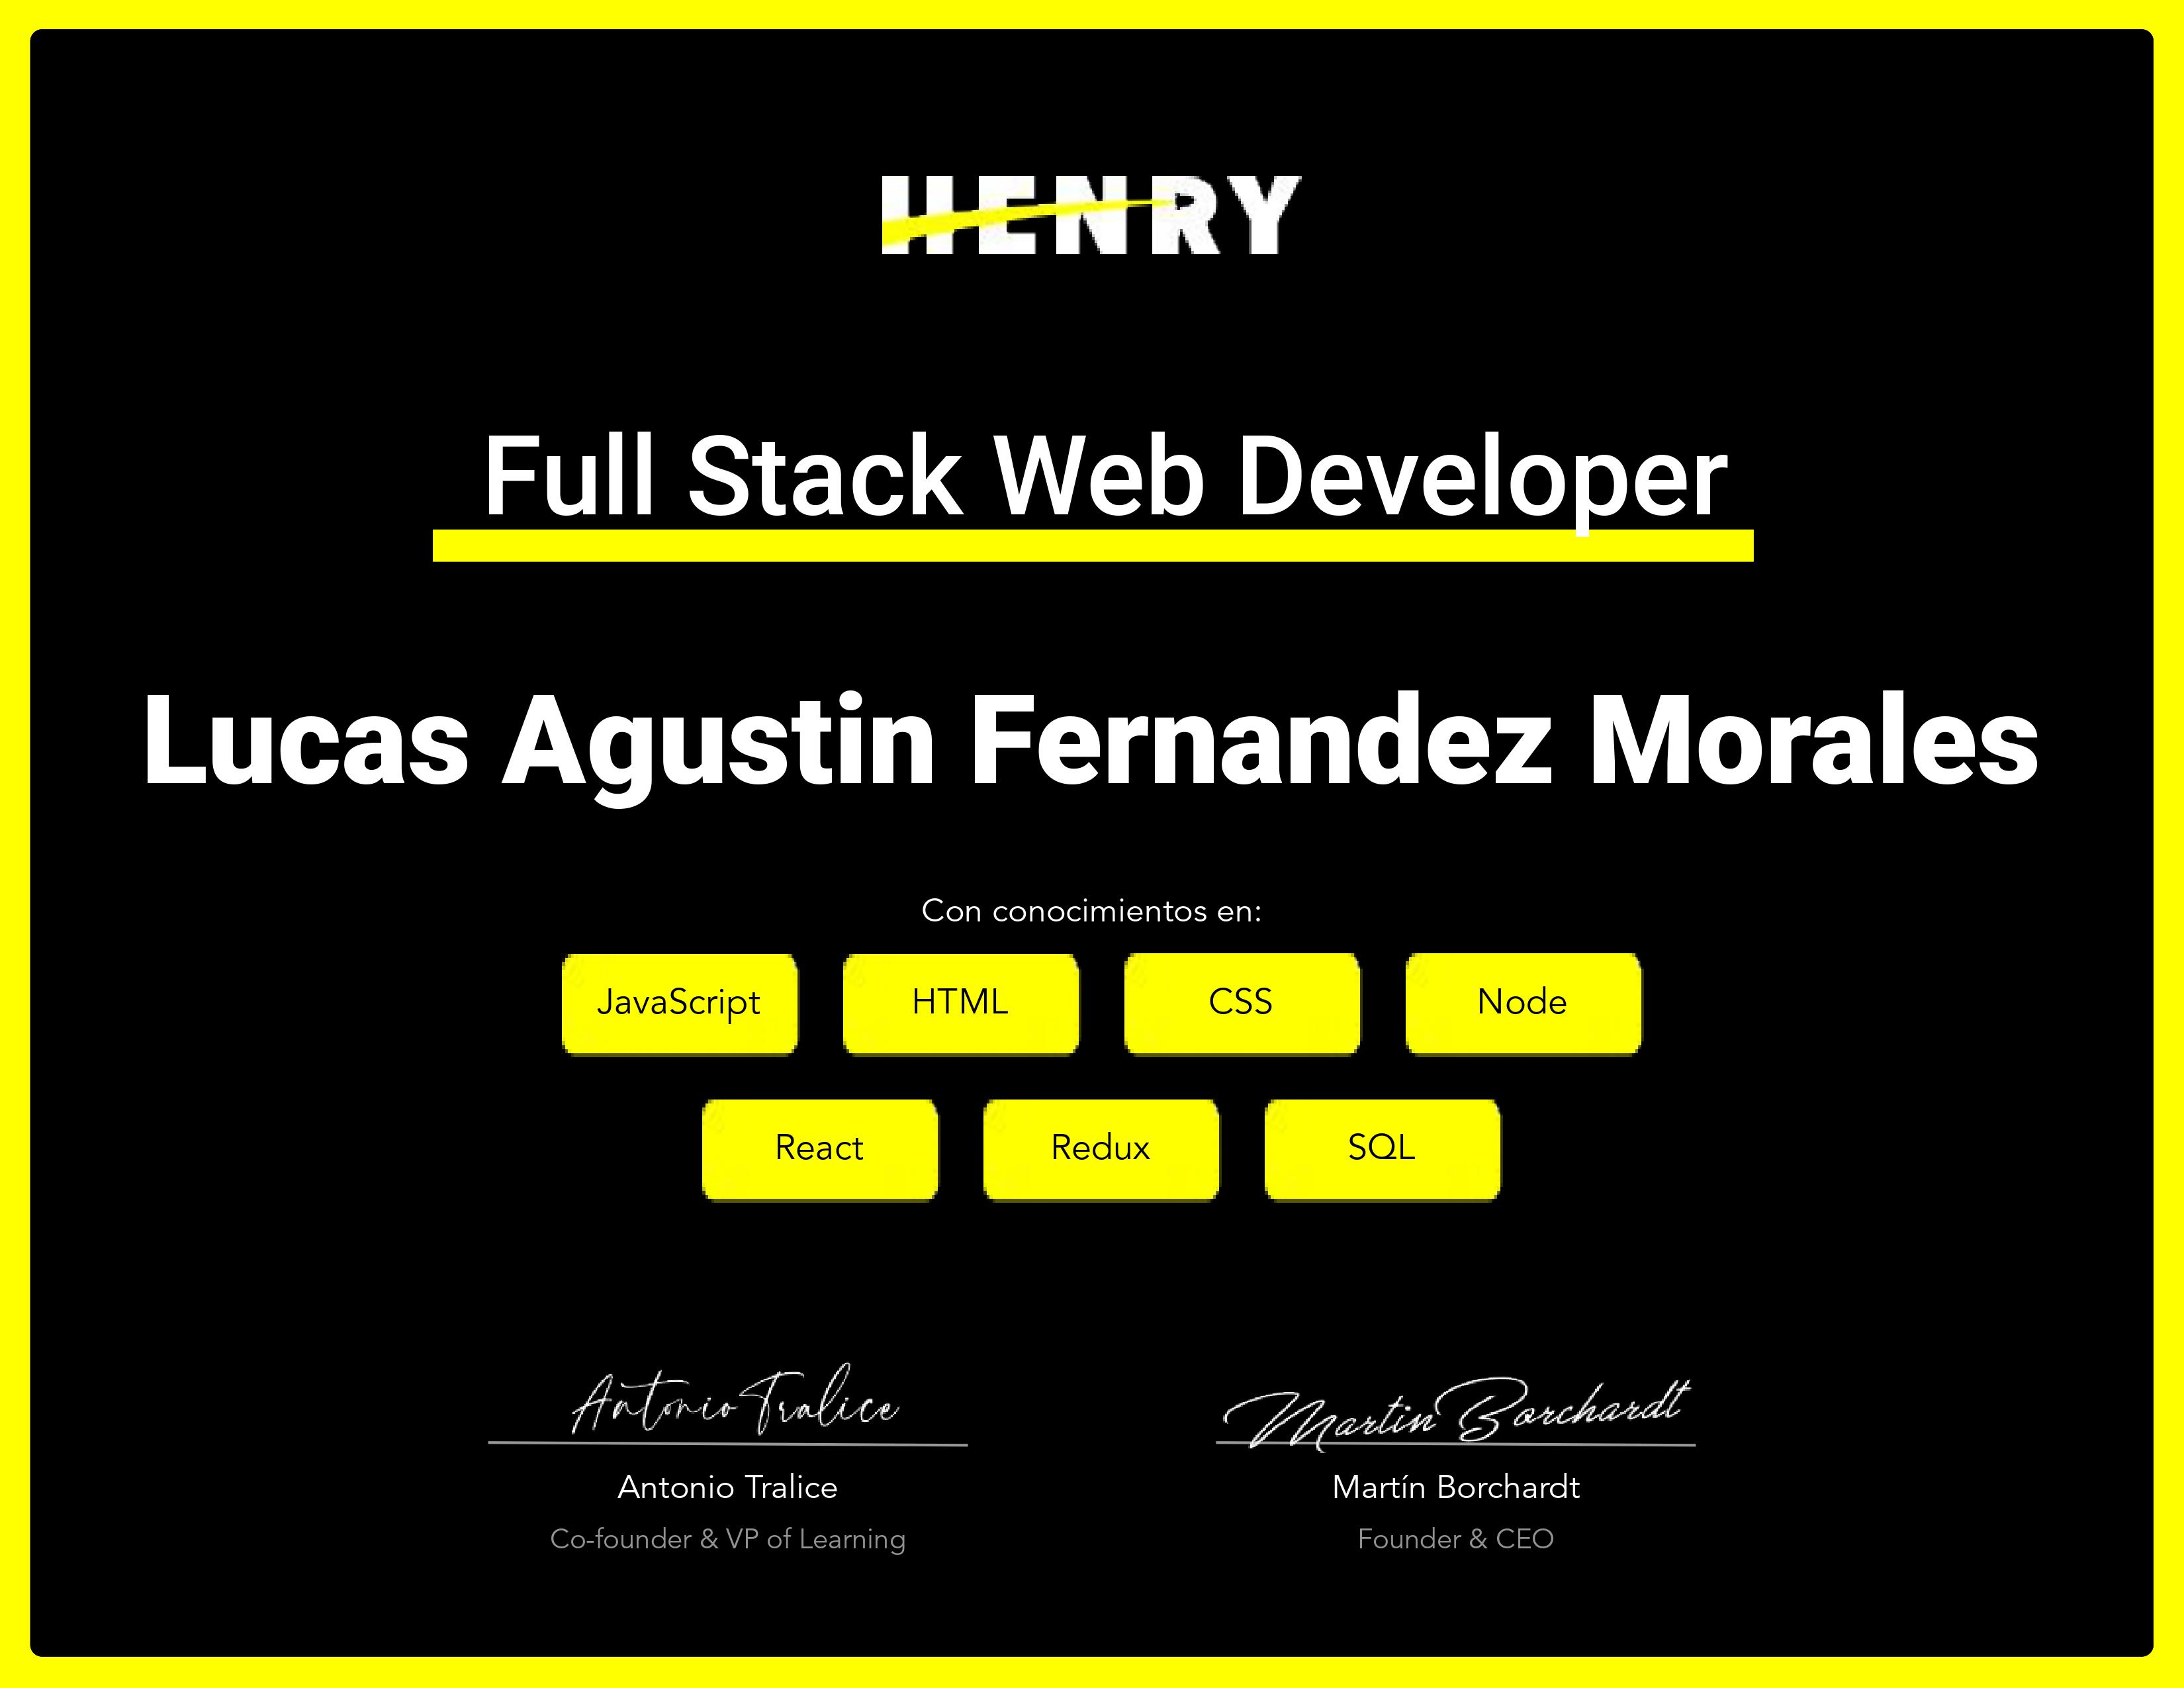 HENRY
Full Stack Web Developer
Lucas Agustin Fernandez Morales
Con conocimientos en:
JavaScript HTML CSS Node
React Redux SQL
Antonio Tralice Martin Borchardt
Antonio Tralice Martín Borchardt
Co-founder & VP of Learning Founder & CEO